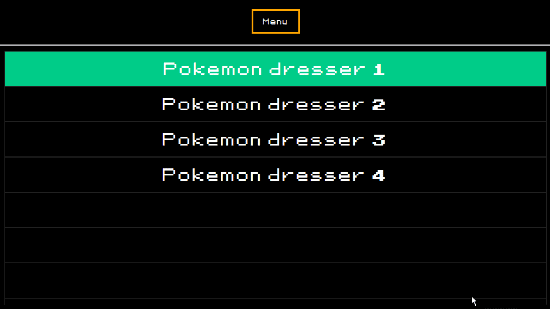 Menu
Pokemon dresser 1
Pokemon dresser 2
Pokemon dresser 3
Pokemon dresser 4